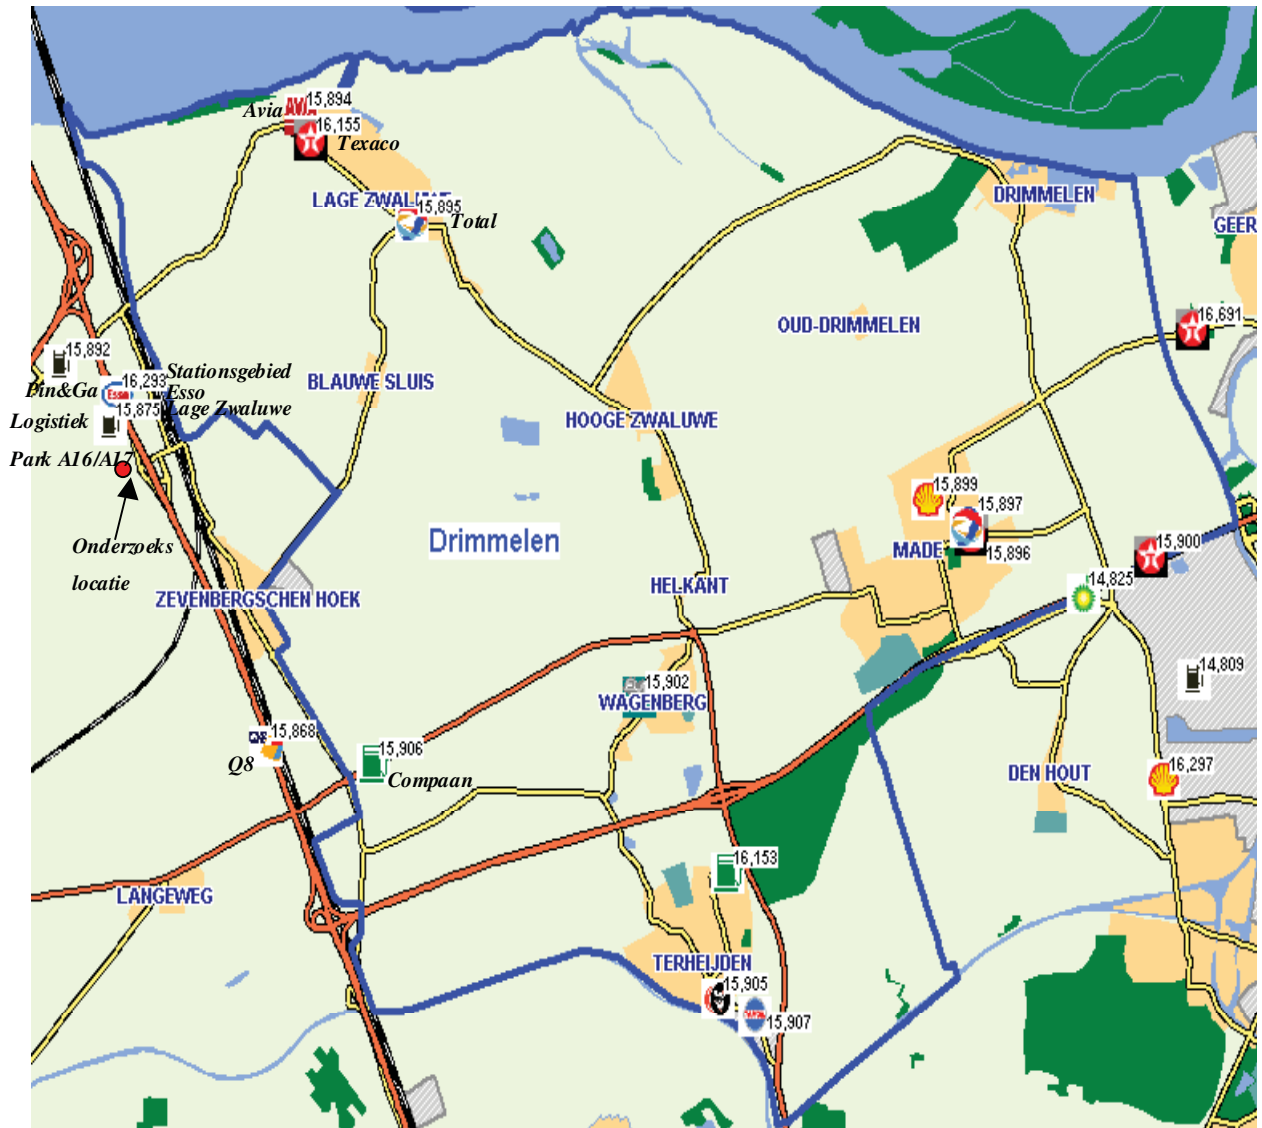 15,894
Avia
AVIA
16,155
Texaco
LAGE ZWALUWE
15,895
Total
DRIMMELEN
GEER
OUD-DRIMMELEN
16,691
15,892
16,293
Stationsgebied
Pin&Ga
Esso
Esso
BLAUWE SLUIS
15,875
Lage Zwaluwe
Logistiek
HOOGE ZWALUWE
Park A16/A17
15,899
15,897
Onderzoeks
locatie
Drimmelen
MADE
15,896
15,900
14,825
HELKANT
ZEVENBERGSCHEN HOEK
14,809
15,902
WAGENBERG
15,868
Q8
15,906
Compaan
DEN HOUT
16,297
16,153
LANGEWEG
TERHEIJDEN
15,905
15,907